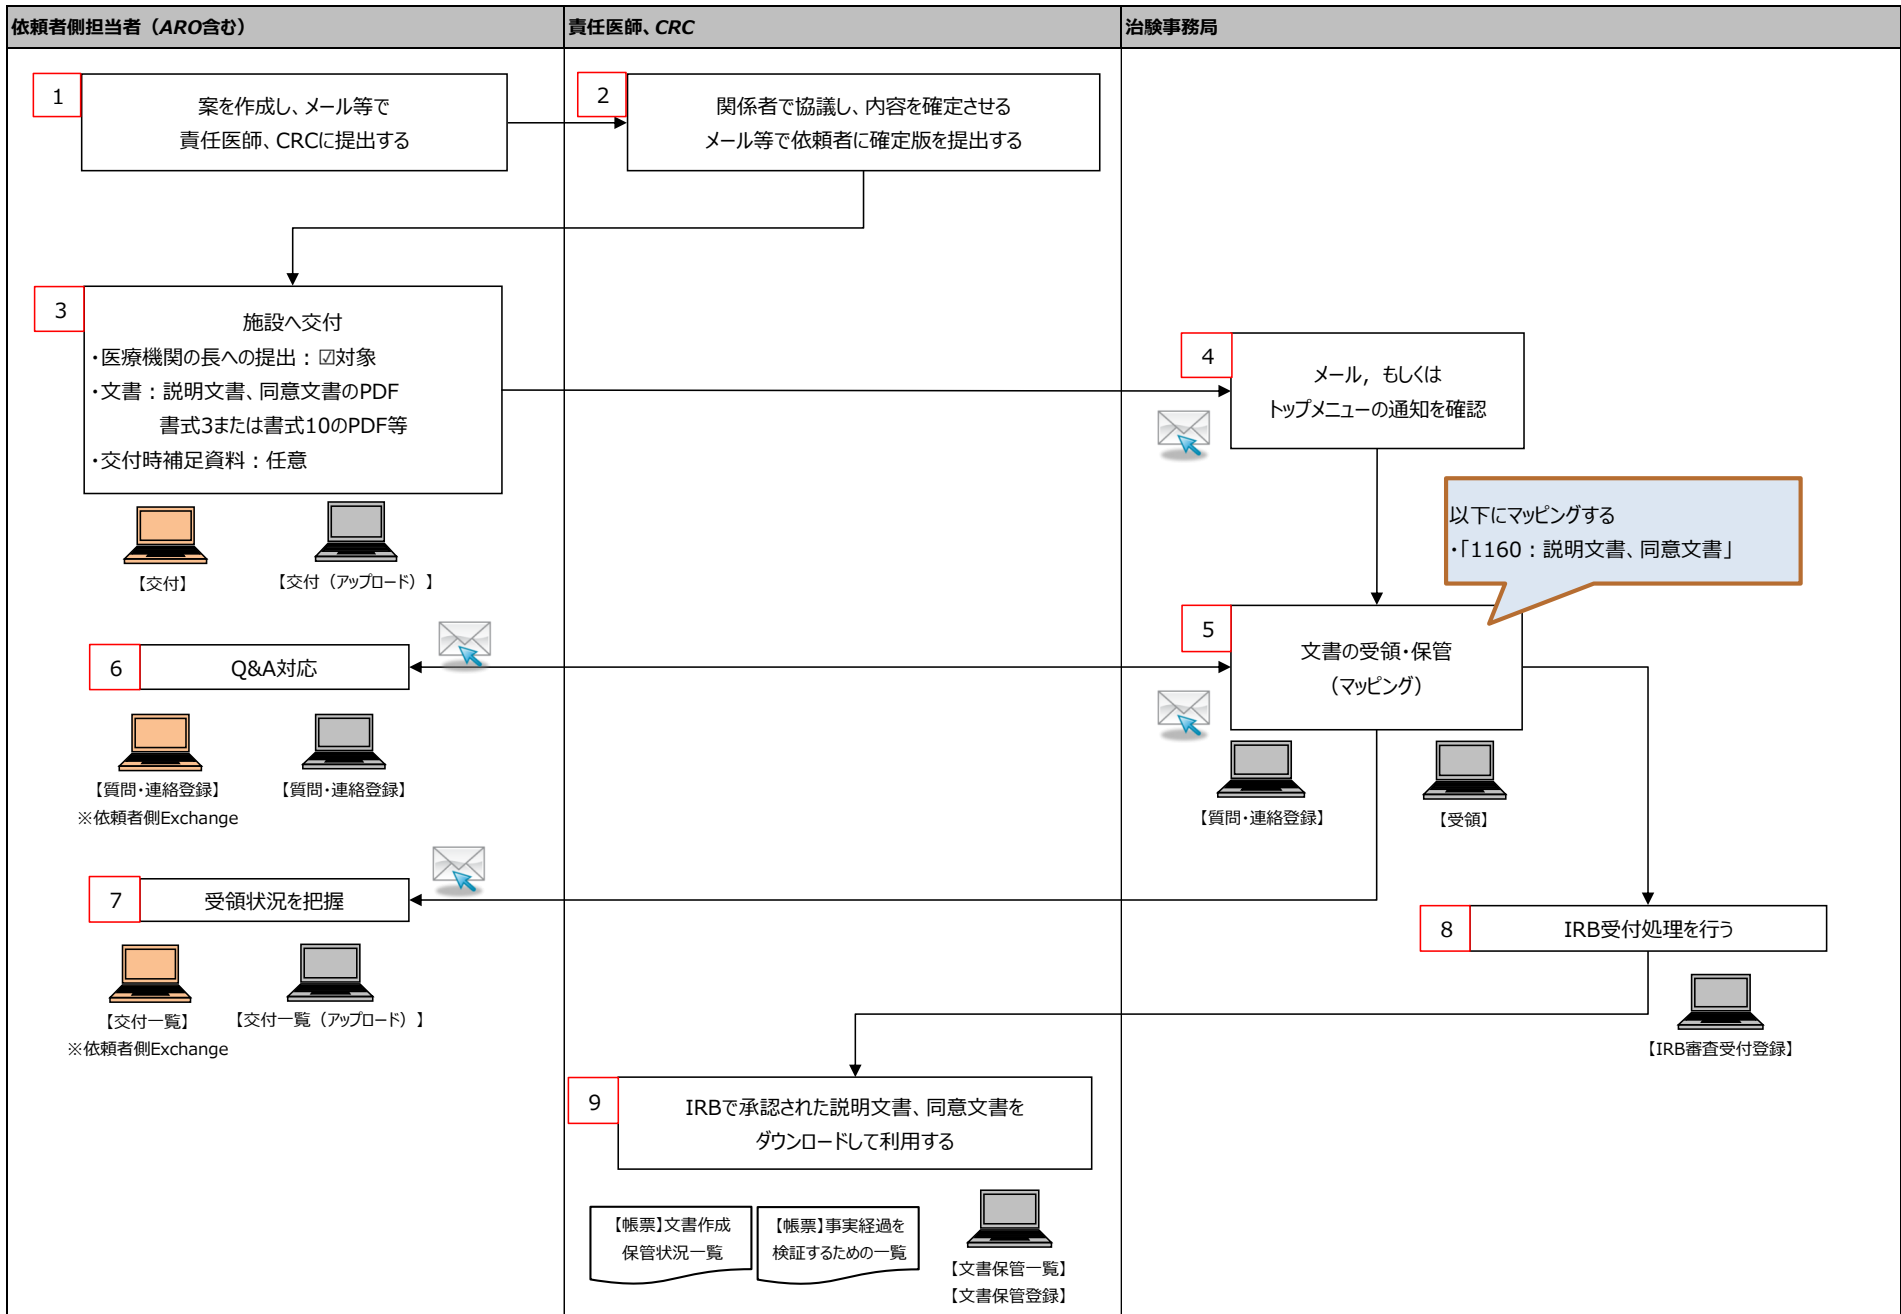 依頼者側担当者（ARO含む）
責任医師、CRC
治験事務局
1
案を作成し、メール等で
責任医師、CRCに提出する
2
関係者で協議し、内容を確定させる
メール等で依頼者に確定版を提出する
3
施設へ交付
・医療機関の長への提出：☑対象
・文書：説明文書、同意文書のPDF
書式3または書式10のPDF等
・交付時補足資料：任意
【交付】
【交付（アップロード）】
4
メール，もしくは
トップメニューの通知を確認
以下にマッピングする
・「1160：説明文書、同意文書」
5
文書の受領・保管
（マッピング）
【質問・連絡登録】
【受領】
6
Q&A対応
【質問・連絡登録】
※依頼者側Exchange
【質問・連絡登録】
7
受領状況を把握
【交付一覧】
※依頼者側Exchange
【交付一覧（アップロード）】
8
IRB受付処理を行う
【IRB審査受付登録】
9
IRBで承認された説明文書、同意文書を
ダウンロードして利用する
【帳票】文書作成
保管状況一覧
【帳票】事実経過を
検証するための一覧
【文書保管一覧】
【文書保管登録】